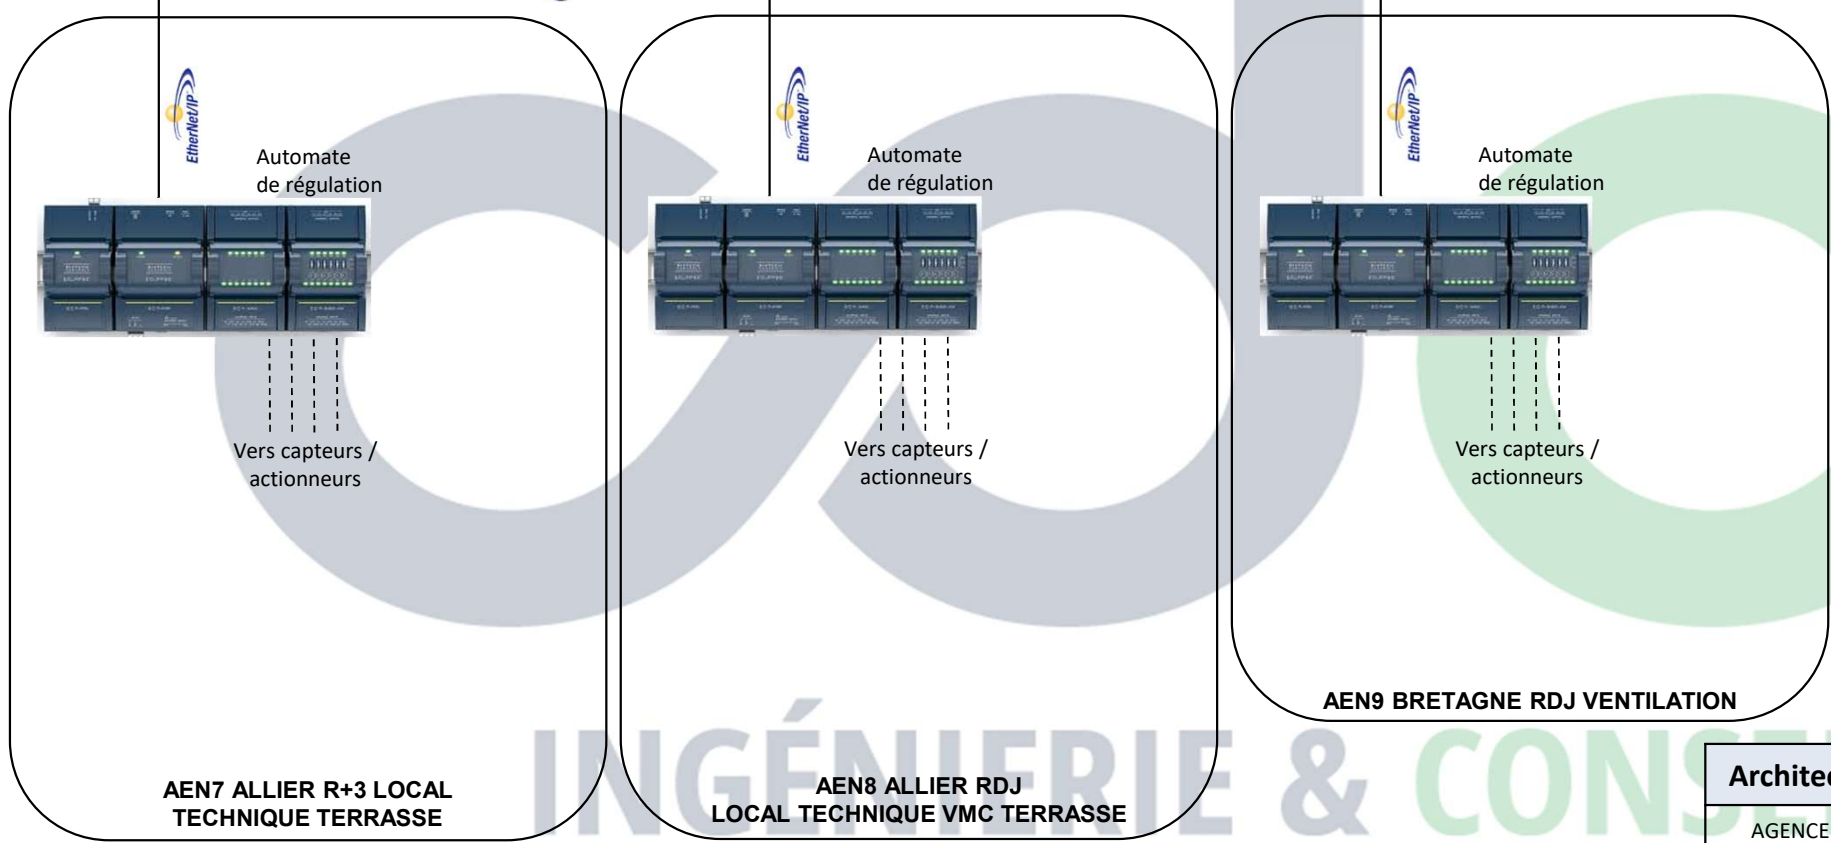 EtherNet/IP
Automate
de régulation
Vers capteurs /
actionneurs
AEN7 ALLIER R+3 LOCAL
TECHNIQUE TERRASSE
EtherNet/IP
Automate
de régulation
Vers capteurs /
actionneurs
AEN8 ALLIER RDJ
LOCAL TECHNIQUE VMC TERRASSE
EtherNet/IP
Automate
de régulation
Vers capteurs /
actionneurs
AEN9 BRETAGNE RDJ VENTILATION
INGÉNIERIE & CONSE
Architec
AGENCE